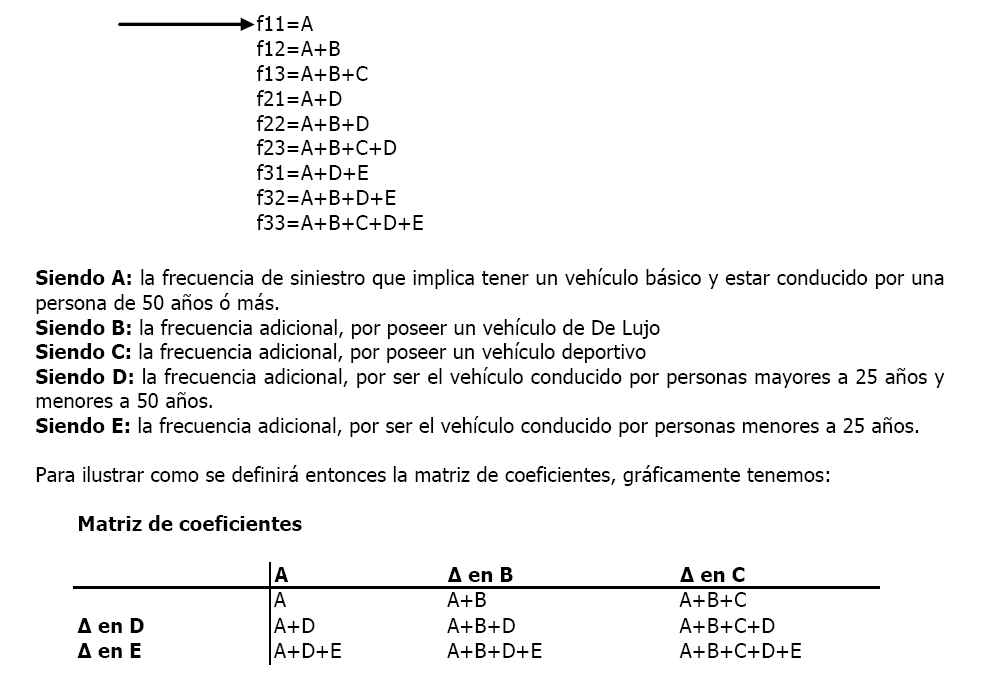 f11=A
f12=A+B
f13=A+B+C
f21=A+D
f22=A+B+D
f23=A+B+C+D
f31=A+D+E
f32=A+B+D+E
f33=A+B+C+D+E
Siendo A: la frecuencia de siniestro que implica tener un vehículo básico y estar conducido por una
persona de 50 años ó más.
Siendo B: la frecuencia adicional, por poseer un vehículo de De Lujo
Siendo C: la frecuencia adicional, por poseer un vehículo deportivo
Siendo D: la frecuencia adicional, por ser el vehículo conducido por personas mayores a 25 años y
menores a 50 años.
Siendo E: la frecuencia adicional, por ser el vehículo conducido por personas menores a 25 años.
Para ilustrar como se definirá entonces la matriz de coeficientes, gráficamente tenemos:
Matriz de coeficientes
A Δ en B Δ en C
A A+B A+B+C
Δ en D A+D A+B+D A+B+C+D
Δ en E A+D+E A+B+D+E A+B+C+D+E